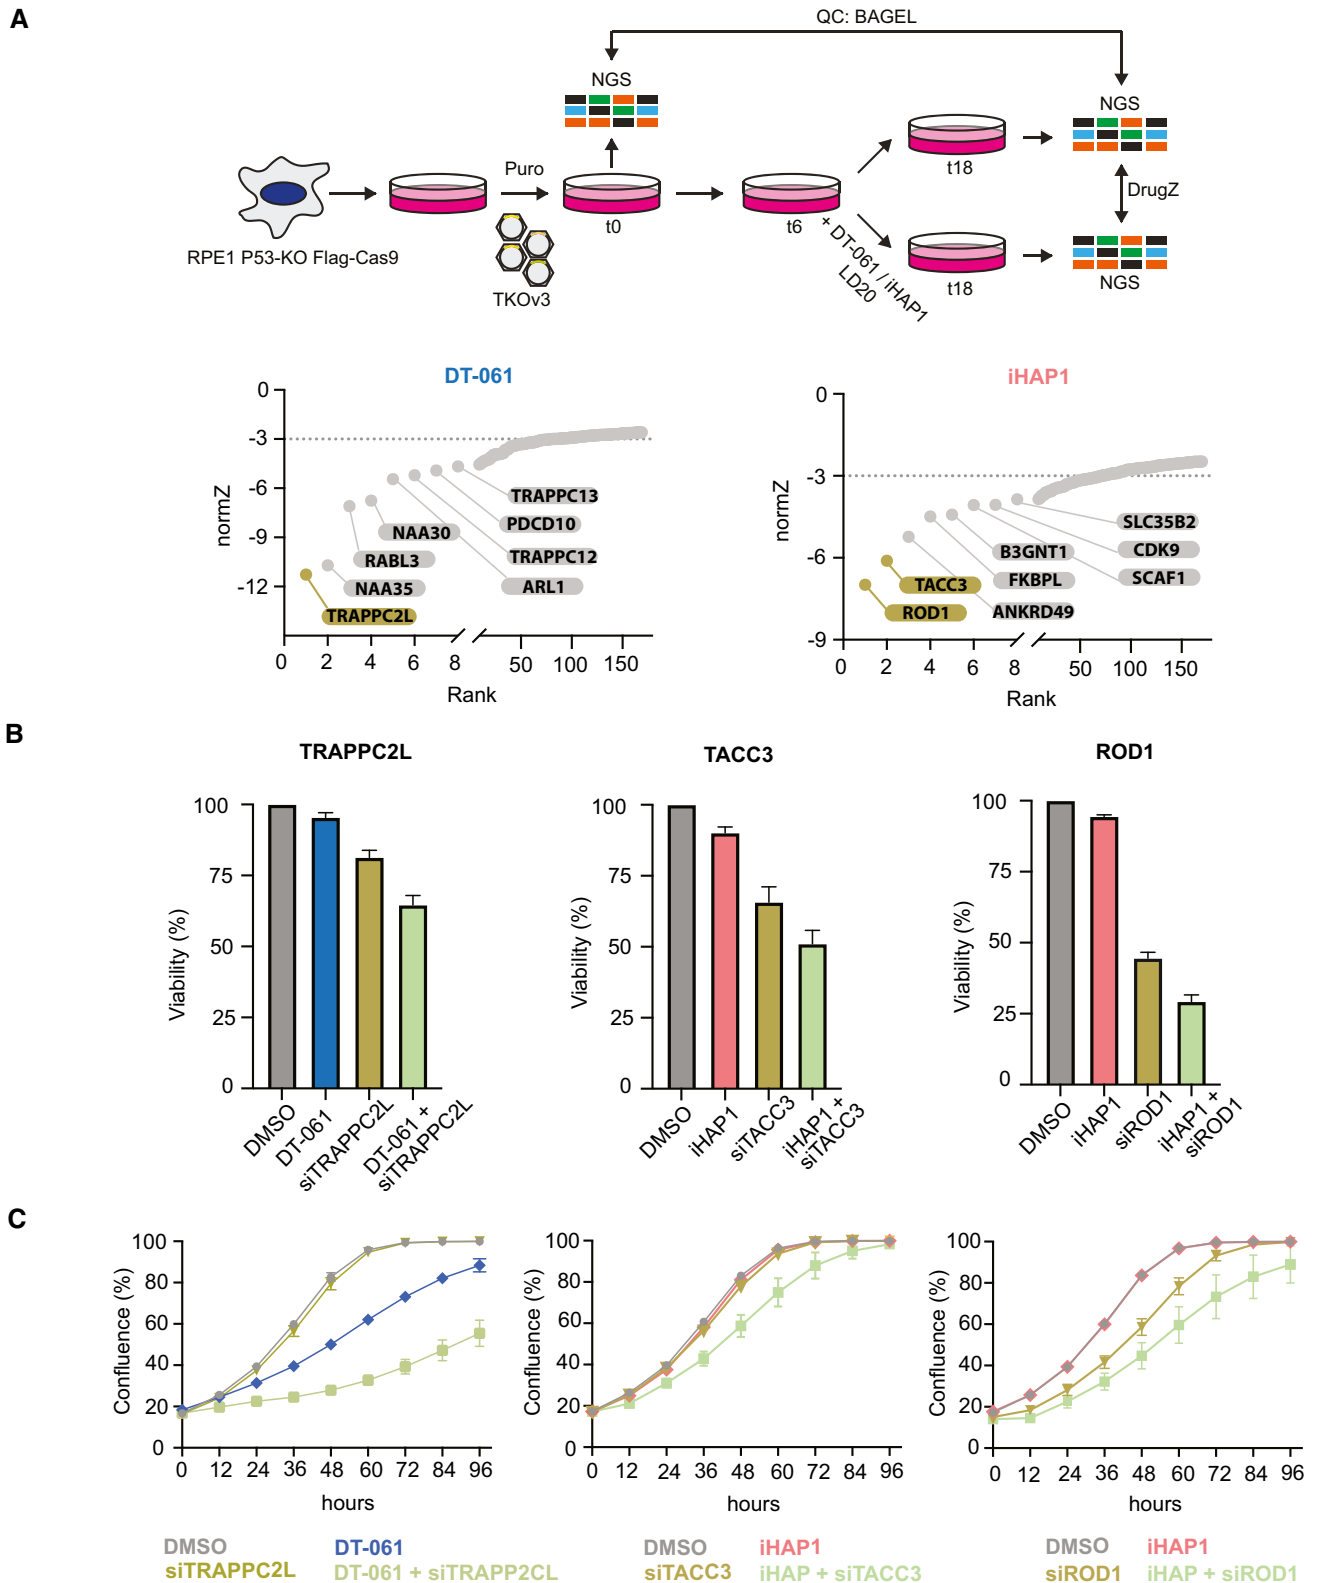 A
QC: BAGEL
NGS
NGS
Puro
t18
DrugZ
t0
t6
RPE1 P53-KO Flag-Cas9
+ DT-061 / iHAP1
LD20
t18
NGS
TKOv3
DT-061
0
-3
-6
-9
-12
normZ
TRAPPC13
PDCD10
NAA30
TRAPPC12
RABL3
ARL1
NAA35
TRAPPC2L
0 2 4 6 8 50 100 150
Rank
iHAP1
0
-3
-6
-9
normZ
SLC35B2
B3GNT1
CDK9
TACC3
FKBPL
SCAF1
ROD1
ANKRD49
0 2 4 6 8 50 100 150
Rank
B
TRAPPC2L
100
75
50
25
0
Viability (%)
DMSO
DT-061
siTRAPPC2L
DT-061 +
siTRAPPC2L
TACC3
100
75
50
25
0
Viability (%)
DMSO
iHAP1
siTACC3
iHAP1 +
siTACC3
ROD1
100
75
50
25
0
Viability (%)
DMSO
iHAP1
siROD1
iHAP1 +
siROD1
C
100
80
60
40
20
0
Confluence (%)
0 12 24 36 48 60 72 84 96
hours
DMSO DT-061
siTRAPPC2L DT-061 + siTRAPP2CL
100
80
60
40
20
0
Confluence (%)
0 12 24 36 48 60 72 84 96
hours
DMSO iHAP1
siTACC3 iHAP + siTACC3
100
80
60
40
20
0
Confluence (%)
0 12 24 36 48 60 72 84 96
hours
DMSO iHAP1
siROD1 iHAP + siROD1